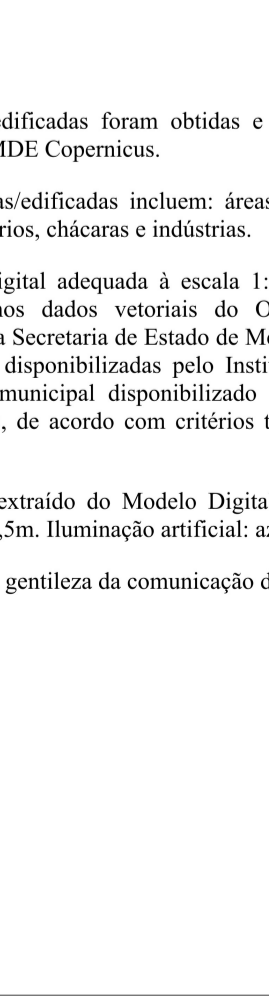 edificadas foram obtidas e
MDE Copernicus.
as/edificadas incluem: áreas
rios, chácaras e indústrias.
igital adequada à escala 1:
nos dados vetoriais do O
a Secretaria de Estado de Me
disponibilizadas pelo Insti
municipal disponibilizado
, de acordo com critérios t
extraído do Modelo Digita
,5m. Iluminação artificial: az
gentileza da comunicação d